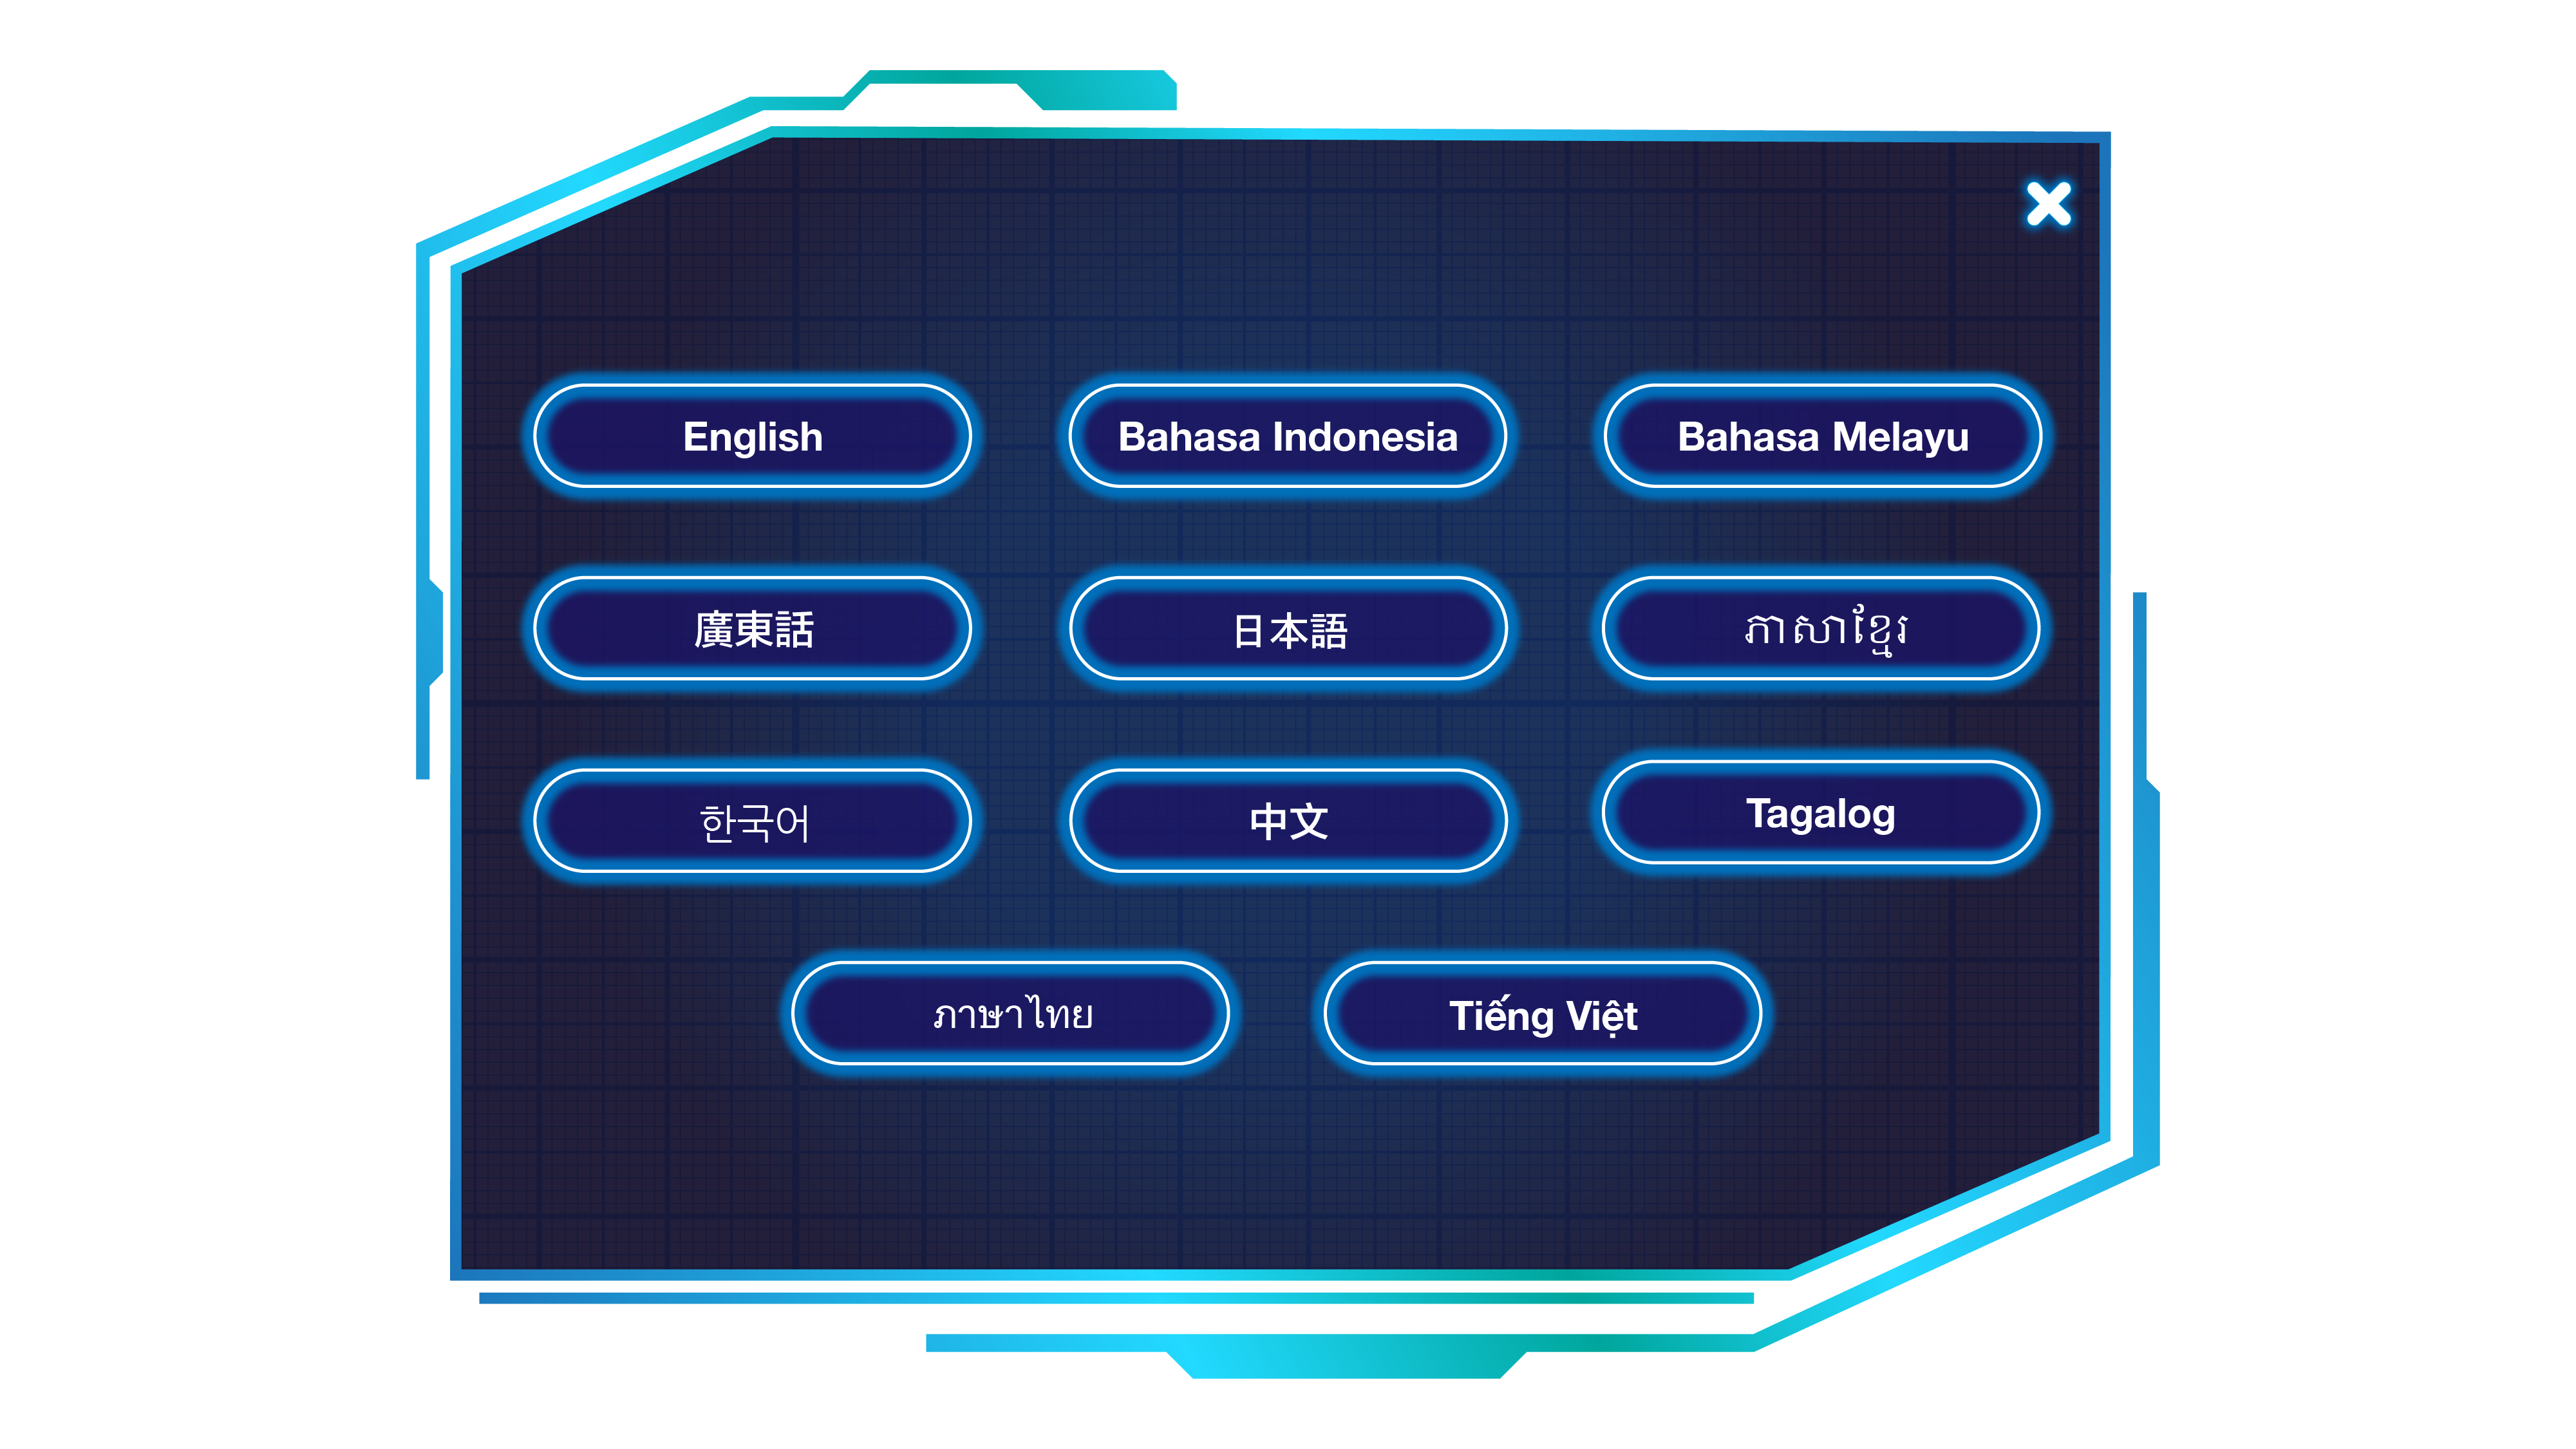 English
Bahasa Indonesia
Bahasa Melayu
廣東話
日本語
ភាសាខ្មែរ
한국어
中文
Tagalog
ภาษาไทย
Tiếng Việt